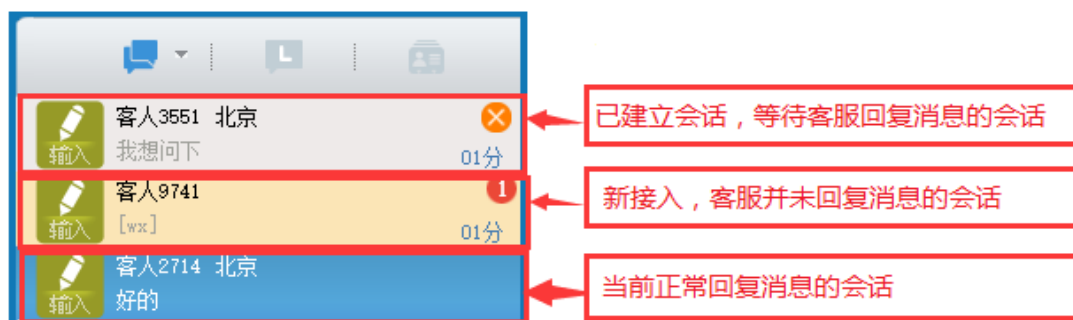 L
客人3551 北京
输入
我想问下
01分
已建立会话，等待客服回复消息的会话
客人9741
1
输入
[wx]
01分
新接入，客服并未回复消息的会话
客人2714 北京
输入
好的
当前正常回复消息的会话